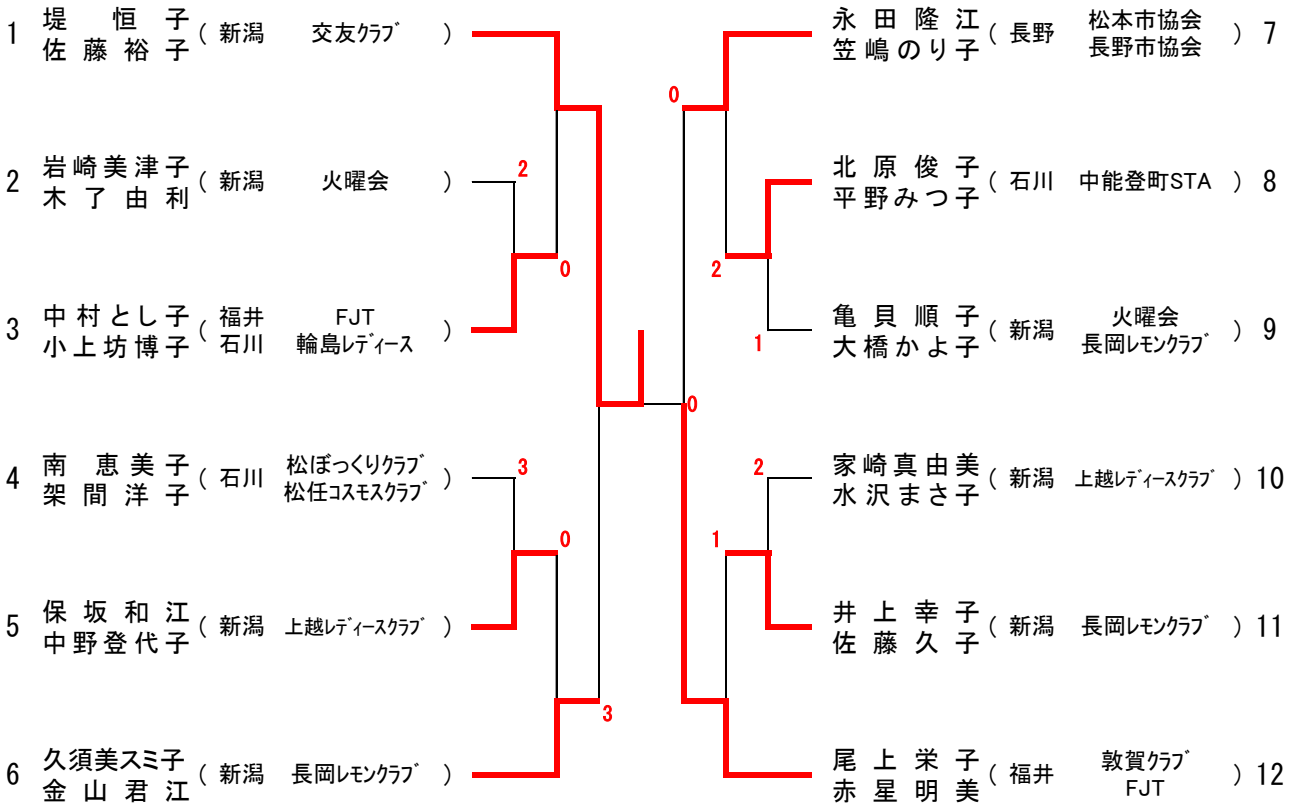 1 堤恒子 佐藤裕子 (新潟 交友クラブ)
2 岩崎美津子 木了由利 (新潟 火曜会)
2
0
3 中村とし子 小上坊博子 (福井 石川 FJT 輪島レディース)
4 南恵美子 架間洋子 (石川 松ぼっくりクラブ 松任コスモスクラブ)
3
0
5 保坂和江 中野登代子 (新潟 上越レディースクラブ)
3
6 久須美スミ子 金山君江 (新潟 長岡レモンクラブ)
永田隆江 笠嶋のり子 (長野 松本市協会 長野市協会) 7
0
北原俊子 平野みつ子 (石川 中能登町STA) 8
2
亀貝順子 大橋かよ子 (新潟 火曜会 長岡レモンクラブ) 9
1
0
2
家崎真由美 水沢まさ子 (新潟 上越レディースクラブ) 10
1
井上幸子 佐藤久子 (新潟 長岡レモンクラブ) 11
尾上栄子 赤星明美 (福井 敦賀クラブ FJT) 12